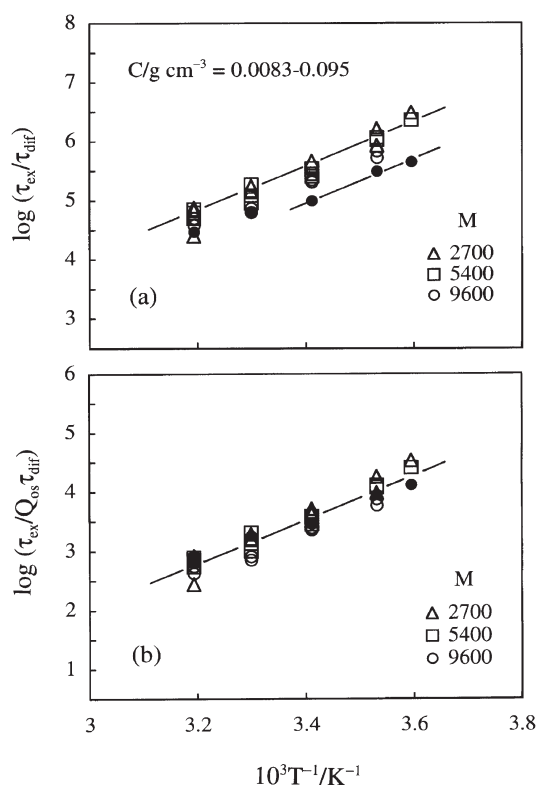 8
7
6
5
4
3
log (τex/τdif)
C/g cm⁻³ = 0.0083-0.095
M
△ 2700
□ 5400
○ 9600
(a)
6
5
4
3
2
1
log (τex/Qosτdif)
M
△ 2700
□ 5400
○ 9600
(b)
3 3.2 3.4 3.6 3.8
10³T⁻¹/K⁻¹